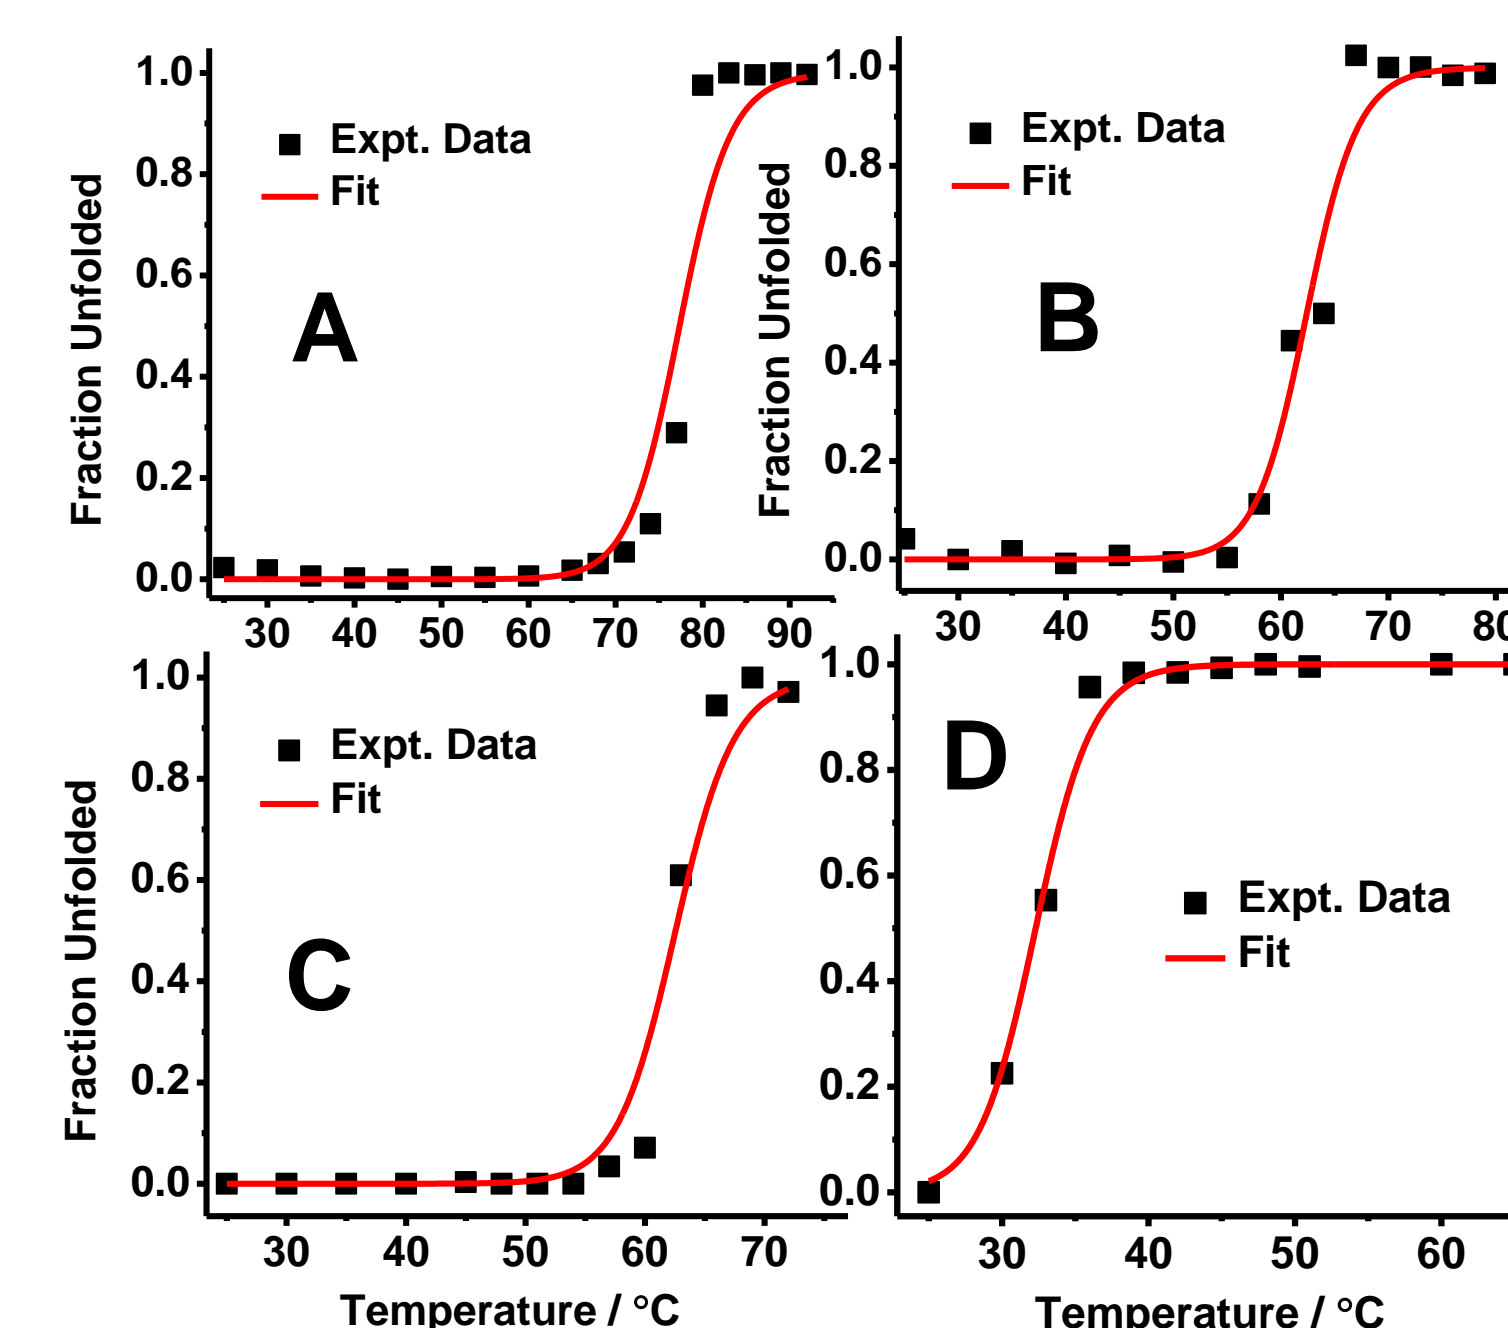 Fraction Unfolded
1.0
0.8
0.6
0.4
0.2
0.0
Expt. Data
Fit
A
30 40 50 60 70 80 90
Fraction Unfolded
1.0
0.8
0.6
0.4
0.2
0.0
Expt. Data
Fit
B
30 40 50 60 70 80
Fraction Unfolded
1.0
0.8
0.6
0.4
0.2
0.0
Expt. Data
Fit
C
30 40 50 60 70
Temperature / °C
1.0
0.8
0.6
0.4
0.2
0.0
D
Expt. Data
Fit
30 40 50 60
Temperature / °C